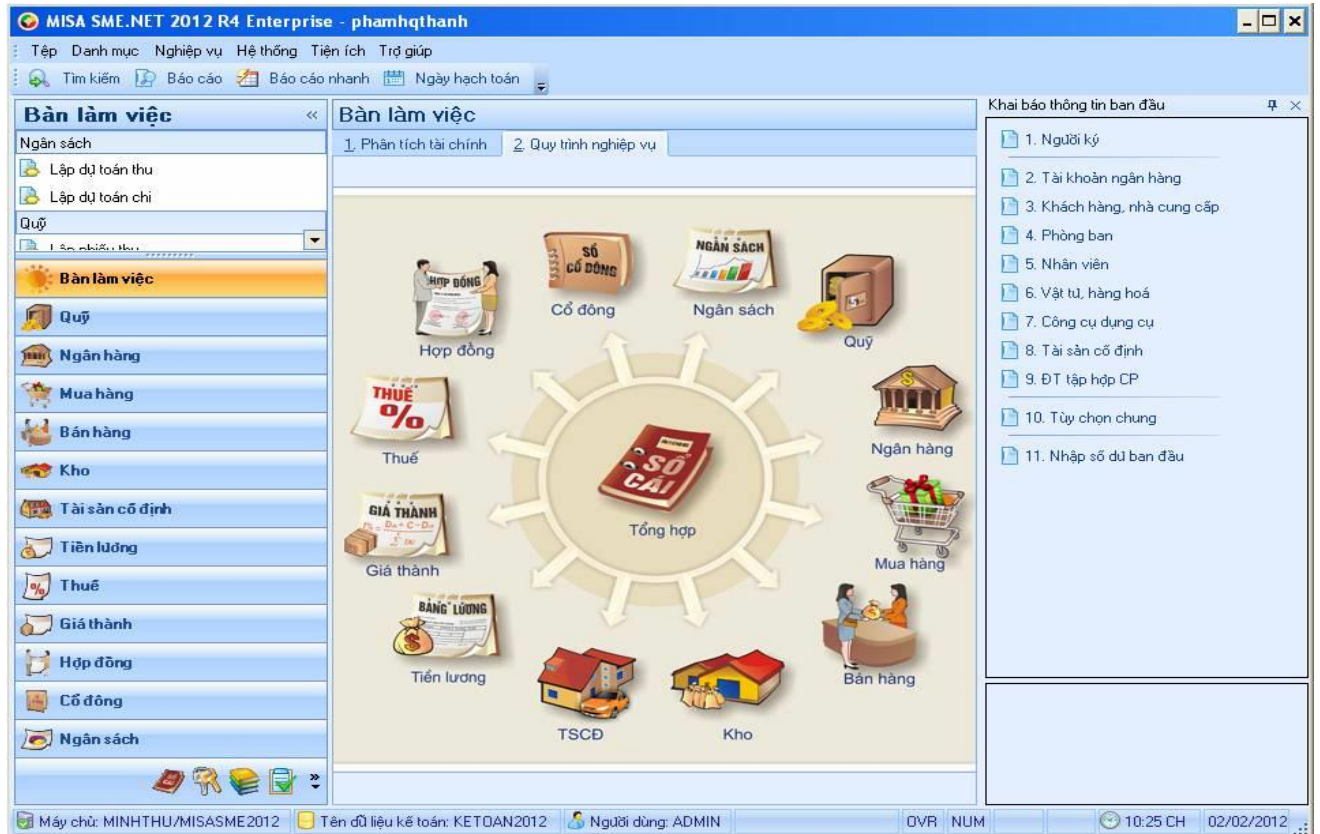 MISA SME.NET 2012 R4 Enterprise - phamhqthanh
Tệp Danh mục Nghiệp vụ Hệ thống Tiện ích Trợ giúp
Tìm kiếm Báo cáo Báo cáo nhanh Ngày hạch toán
Bàn làm việc «
Ngân sách
Lập dự toán thu
Lập dự toán chi
Quỹ
Lập phiếu thu
Bàn làm việc
Quỹ
Ngân hàng
Mua hàng
Bán hàng
Kho
Tài sản cố định
Tiền lương
Thuế
Giá thành
Hợp đồng
Cổ đông
Ngân sách
Bàn làm việc
1. Phân tích tài chính 2. Quy trình nghiệp vụ
HỢP ĐỒNG
Hợp đồng
SỔ
CỔ ĐÔNG
Cổ đông
NGÂN SÁCH
Ngân sách
Quỹ
THUẾ
%
Thuế
Ngân hàng
SỔ
CÁI
Tổng hợp
GIÁ THÀNH
Giá thành
Mua hàng
BẢNG LƯƠNG
Tiền lương
Bán hàng
TSCĐ
Kho
Khai báo thông tin ban đầu
1. Người ký
2. Tài khoản ngân hàng
3. Khách hàng, nhà cung cấp
4. Phòng ban
5. Nhân viên
6. Vật tư, hàng hoá
7. Công cụ dụng cụ
8. Tài sản cố định
9. ĐT tập hợp CP
10. Tùy chọn chung
11. Nhập số dư ban đầu
Máy chủ: MINHTHU/MISASME2012 Tên dữ liệu kế toán: KETOAN2012 Người dùng: ADMIN OVR NUM 10:25 CH 02/02/2012